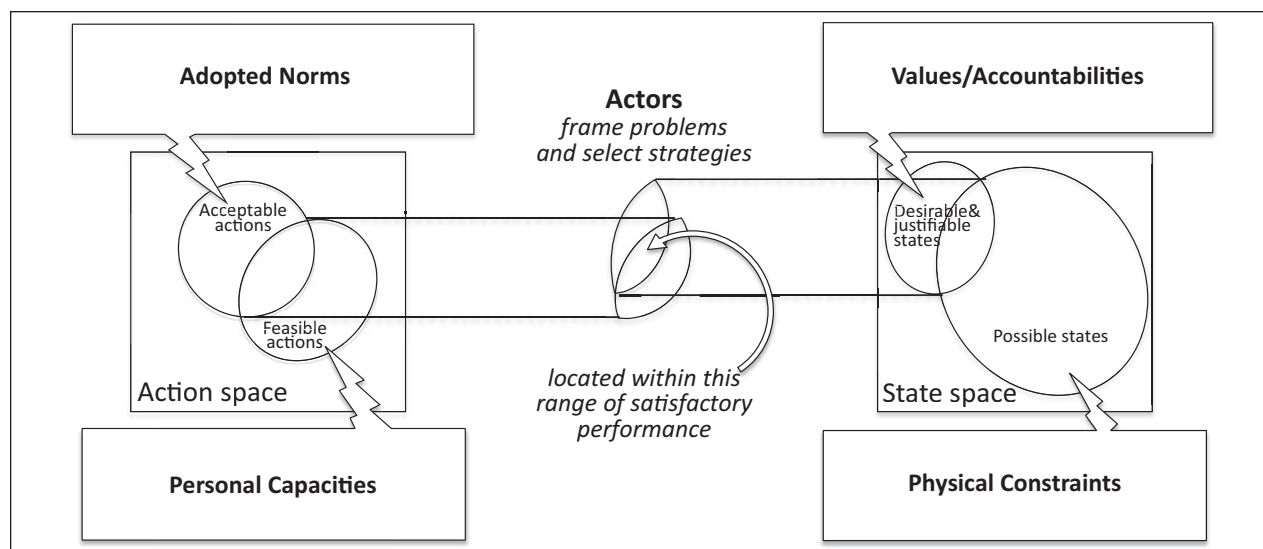 Adopted Norms
Values/Accountabilities
Actors
frame problems
and select strategies
Acceptable
actions
Desirable&
justifiable
states
Feasible
actions
Possible states
Action space
State space
located within this
range of satisfactory
performance
Personal Capacities
Physical Constraints